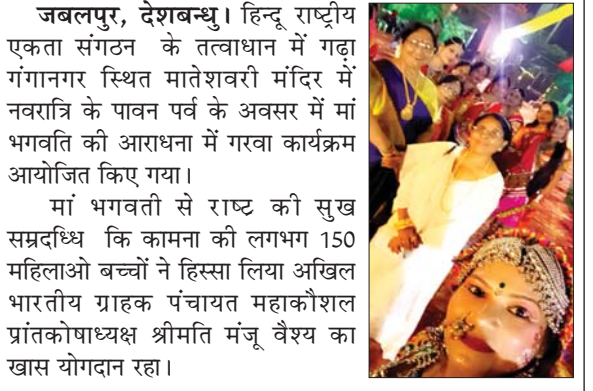 जबलपुर, देशबन्धु। हिन्दू राष्ट्रीय
एकता संगठन के तत्वाधान में गढ़ा
गंगानगर स्थित मातेशवरी मंदिर में
नवरात्रि के पावन पर्व के अवसर में मां
भगवति की आराधना में गरवा कार्यक्रम
आयोजित किए गया।
मां भगवती से राष्ट की सुख
सम्रदध्धि कि कामना की लगभग 150
महिलाओ बच्चों ने हिस्सा लिया अखिल
भारतीय ग्राहक पंचायत महाकौशल
प्रांतकोषाध्यक्ष श्रीमति मंजू वैश्य का
खास योगदान रहा।